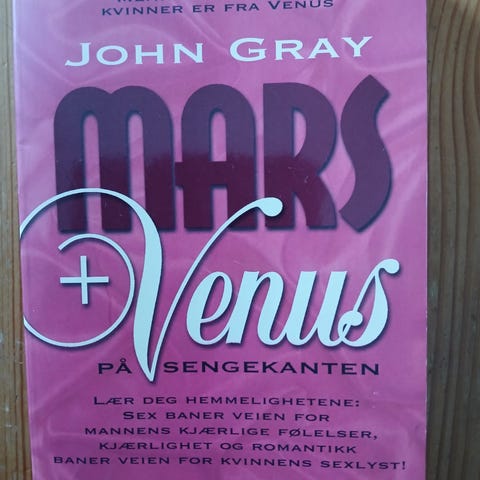 KVINNER ER FRA VENUS
JOHN GRAY
MARS
+ Venus
PÅ SENGEKANTEN
LÆR DEG HEMMELIGHETENE:
SEX BANER VEIEN FOR
MANNENS KJÆRLIGE FØLELSER,
KJÆRLIGHET OG ROMANTIKK
BANER VEIEN FOR KVINNENS SEXLYST!